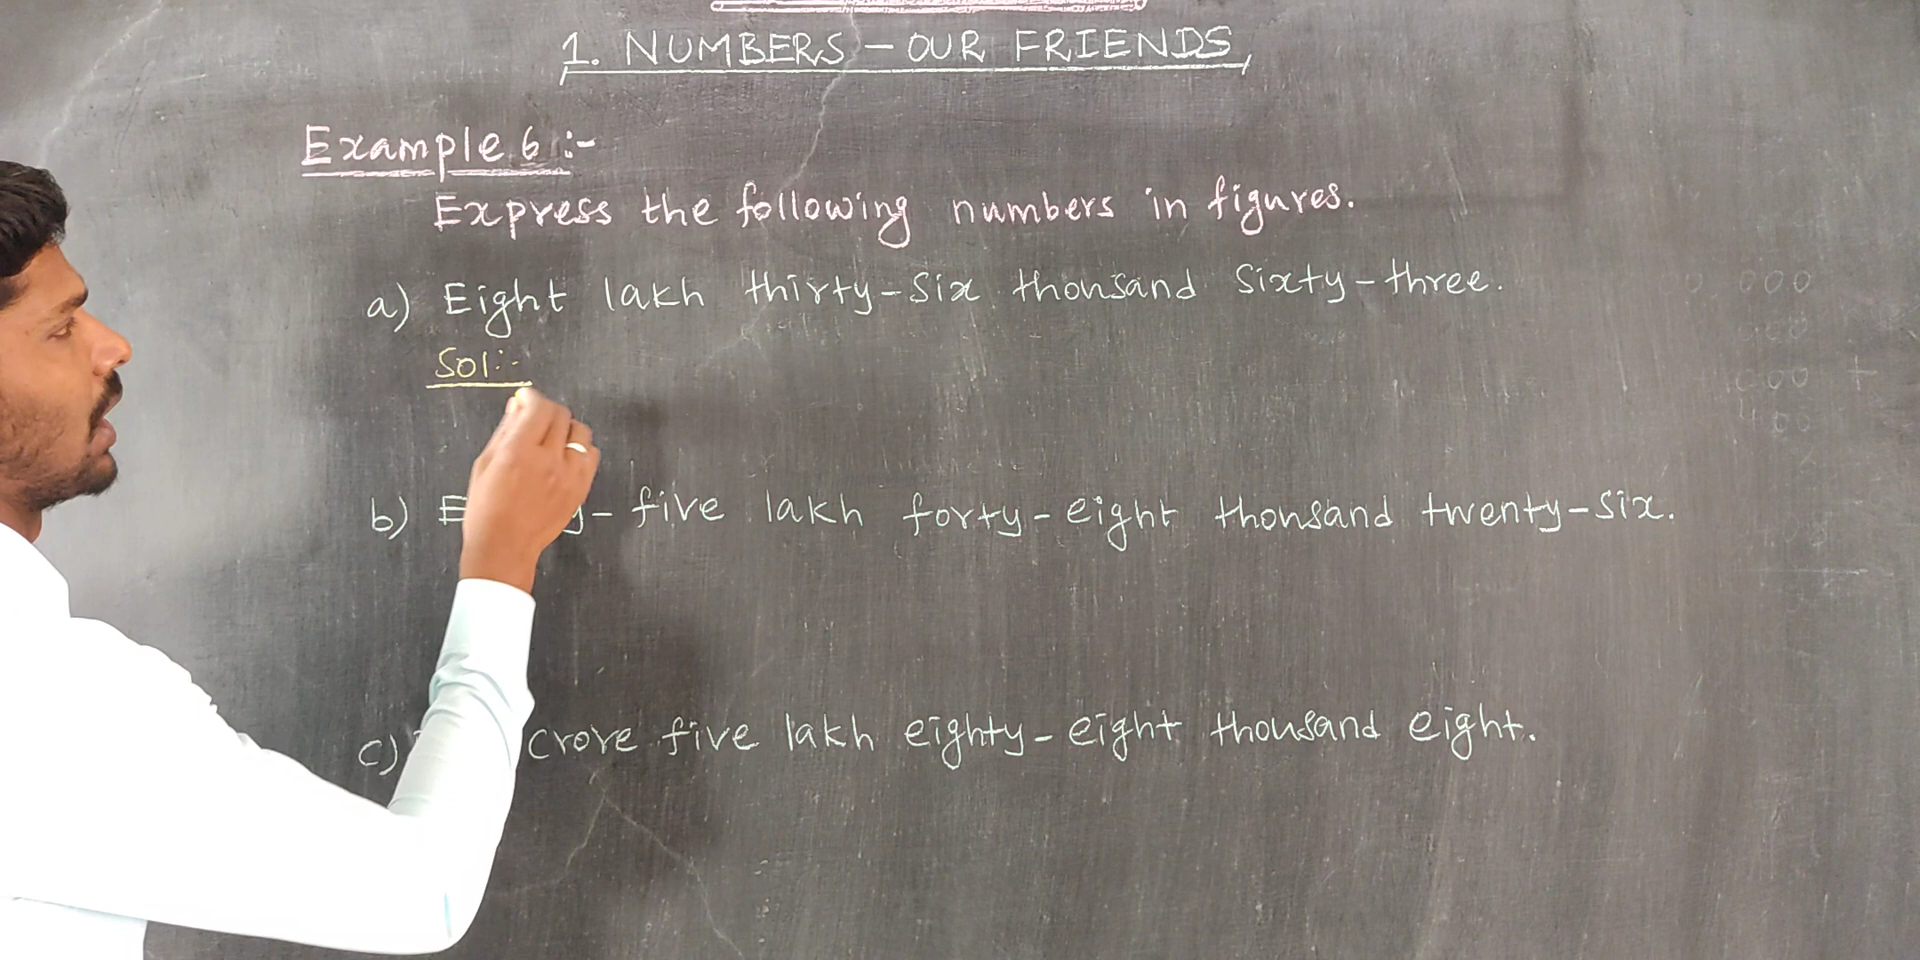 1. NUMBERS - OUR FRIENDS
Example 6 :-
Express the following numbers in figures.
a) Eight lakh thirty-six thousand sixty-three.
Sol:-
b) five lakh forty-eight thousand twenty-six.
c) crore five lakh eighty-eight thousand eight.